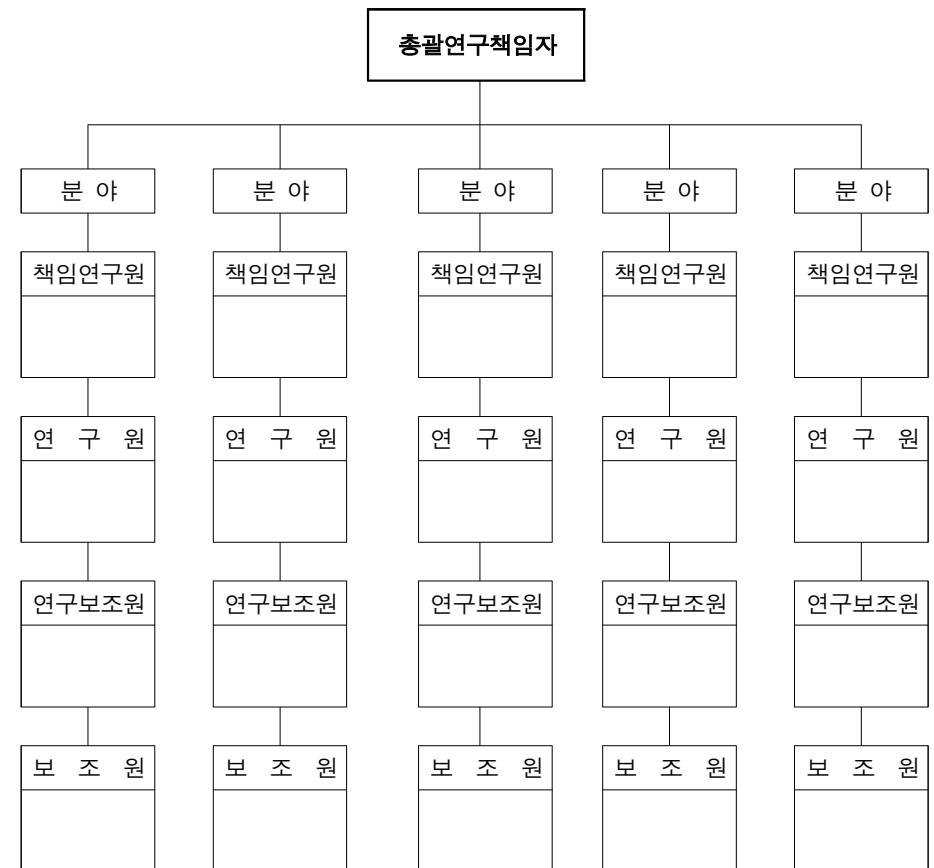 총괄연구책임자
분 야 분 야 분 야 분 야 분 야
책임연구원 책임연구원 책임연구원 책임연구원 책임연구원
연 구 원 연 구 원 연 구 원 연 구 원 연 구 원
연구보조원 연구보조원 연구보조원 연구보조원 연구보조원
보 조 원 보 조 원 보 조 원 보 조 원 보 조 원